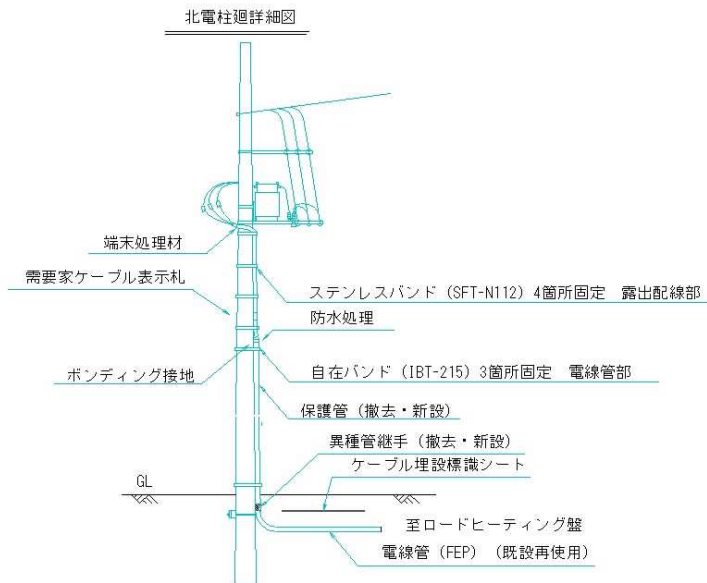 北電柱廻詳細図
端末処理材
需要家ケーブル表示札
ステンレスバンド（SFT-N112）4箇所固定　露出配線部
防水処理
ボンディング接地
自在バンド（IBT-215）3箇所固定　電線管部
保護管（撤去・新設）
異種管継手（撤去・新設）
ケーブル埋設標識シート
GL
至ロードヒーティング盤
電線管（FEP）（既設再使用）